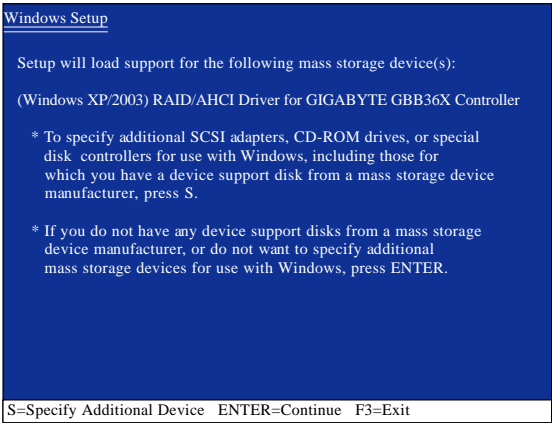 Windows Setup
Setup will load support for the following mass storage device(s):
(Windows XP/2003) RAID/AHCI Driver for GIGABYTE GBB36X Controller
* To specify additional SCSI adapters, CD-ROM drives, or special
disk controllers for use with Windows, including those for
which you have a device support disk from a mass storage device
manufacturer, press S.
* If you do not have any device support disks from a mass storage
device manufacturer, or do not want to specify additional
mass storage devices for use with Windows, press ENTER.
S=Specify Additional Device ENTER=Continue F3=Exit